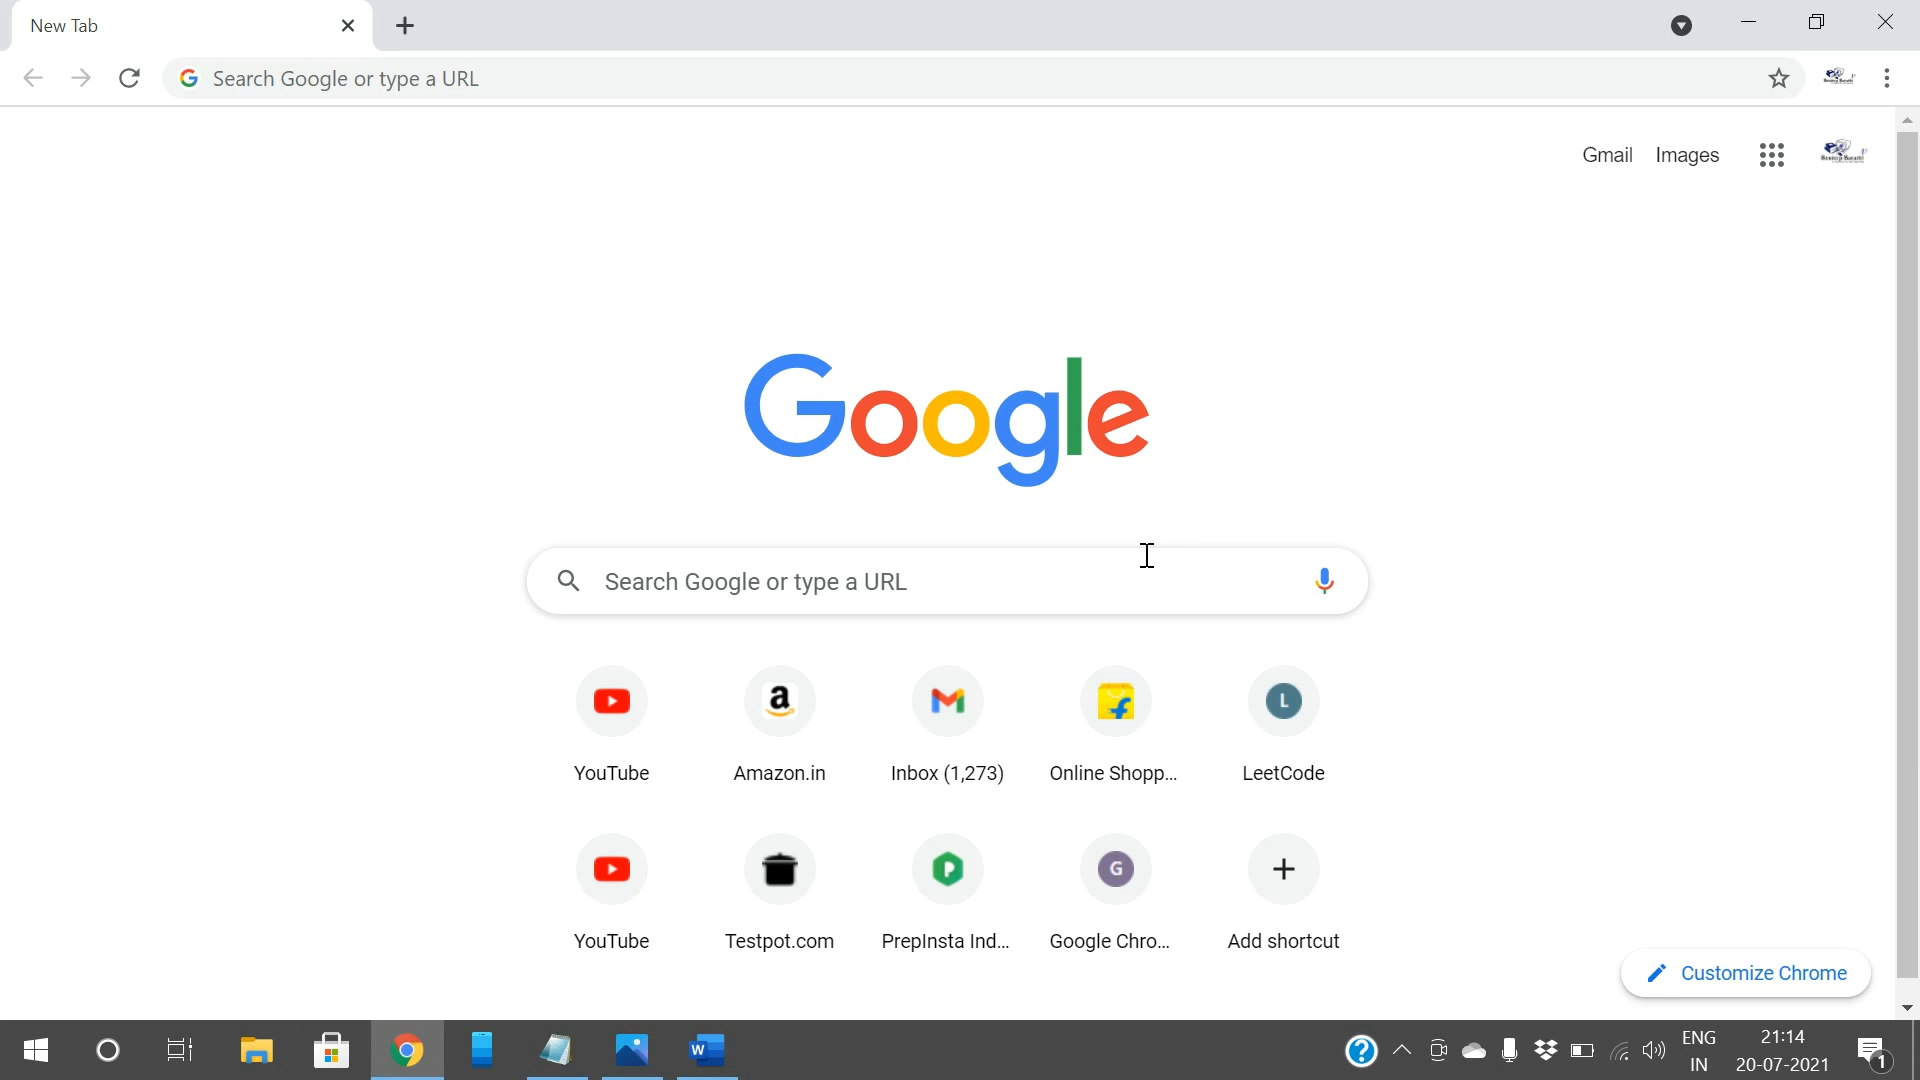 New Tab
Search Google or type a URL
Gmail Images
Google
Search Google or type a URL
YouTube Amazon.in Inbox (1,273) Online Shopp... LeetCode
L
G
YouTube Testpot.com PrepInsta Ind... Google Chro... Add shortcut
Customize Chrome
W
ENG 21:14
IN 20-07-2021
1